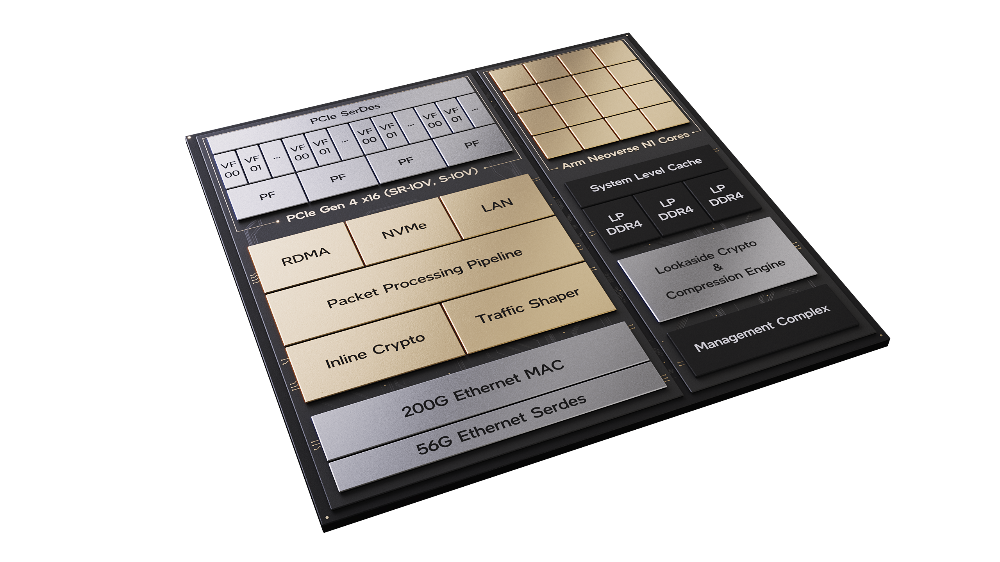 PCIe SerDes
VF
00
VF
01
...
VF
00
VF
01
...
VF
00
VF
01
...
VF
00
VF
01
...
PF
PF
PF
PF
PCIe Gen 4 x16 (SR-IOV, S-IOV)
RDMA
NVMe
LAN
Packet Processing Pipeline
Inline Crypto
Traffic Shaper
200G Ethernet MAC
56G Ethernet Serdes
Arm Neoverse N1 Cores
System Level Cache
LP
DDR4
LP
DDR4
LP
DDR4
Lookaside Crypto
&
Compression Engine
Management Complex